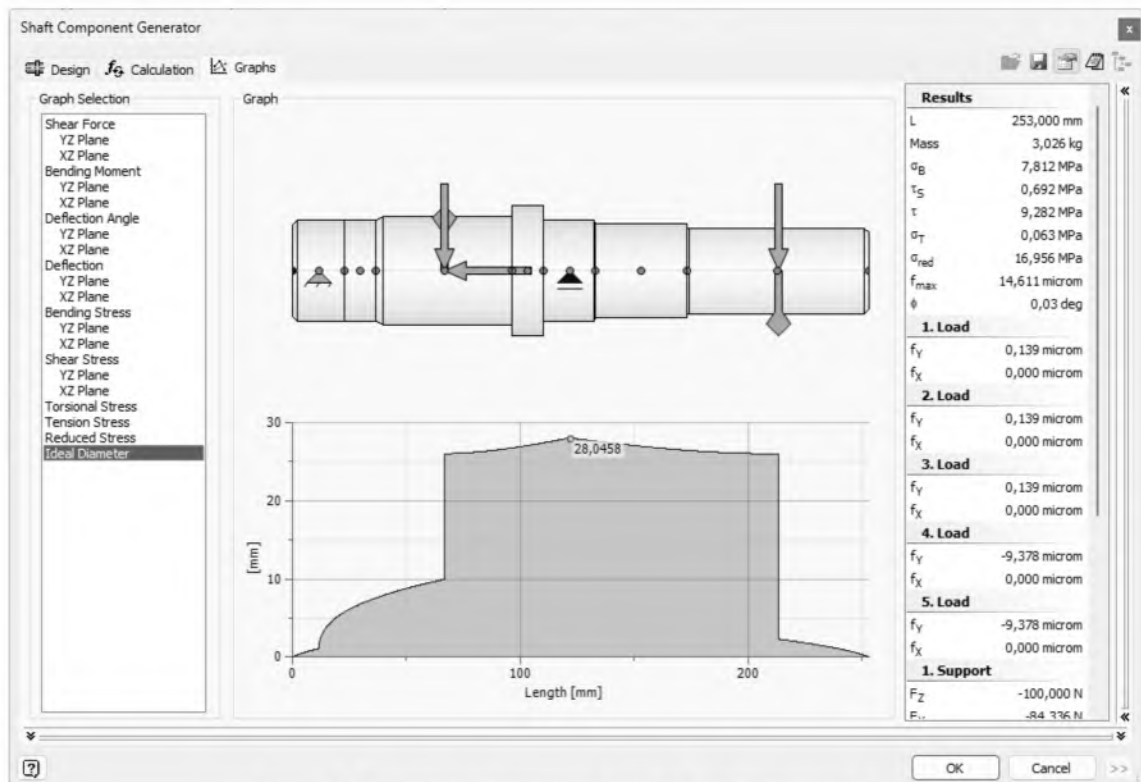 Shaft Component Generator
x
Design
Calculation
Graphs
Graph Selection
Shear Force
YZ Plane
XZ Plane
Bending Moment
YZ Plane
XZ Plane
Deflection Angle
YZ Plane
XZ Plane
Deflection
YZ Plane
XZ Plane
Bending Stress
YZ Plane
XZ Plane
Shear Stress
YZ Plane
XZ Plane
Torsional Stress
Tension Stress
Reduced Stress
Ideal Diameter
Graph
30
20
10
0
[mm]
28,0458
0 100 200
Length [mm]
Results
L 253,000 mm
Mass 3,026 kg
σB 7,812 MPa
τS 0,692 MPa
τ 9,282 MPa
σT 0,063 MPa
σred 16,956 MPa
fmax 14,611 microm
ϕ 0,03 deg
1. Load
fY 0,139 microm
fX 0,000 microm
2. Load
fY 0,139 microm
fX 0,000 microm
3. Load
fY 0,139 microm
fX 0,000 microm
4. Load
fY -9,378 microm
fX 0,000 microm
5. Load
fY -9,378 microm
fX 0,000 microm
1. Support
FZ -100,000 N
-84,336 N
?
OK
Cancel
>>